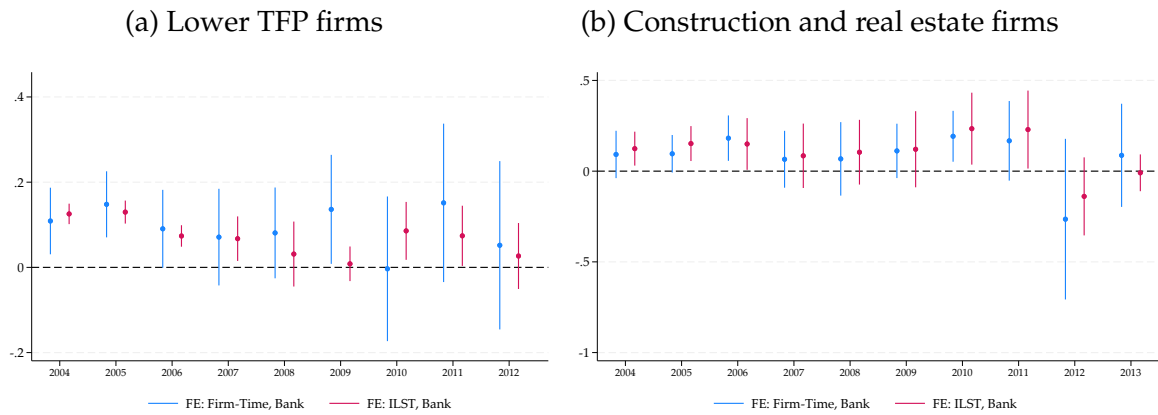 (a) Lower TFP firms
.4
.2
0
-.2
2004 2005 2006 2007 2008 2009 2010 2011 2012
FE: Firm-Time, Bank FE: ILST, Bank
(b) Construction and real estate firms
.5
0
-.5
-1
2004 2005 2006 2007 2008 2009 2010 2011 2012 2013
FE: Firm-Time, Bank FE: ILST, Bank